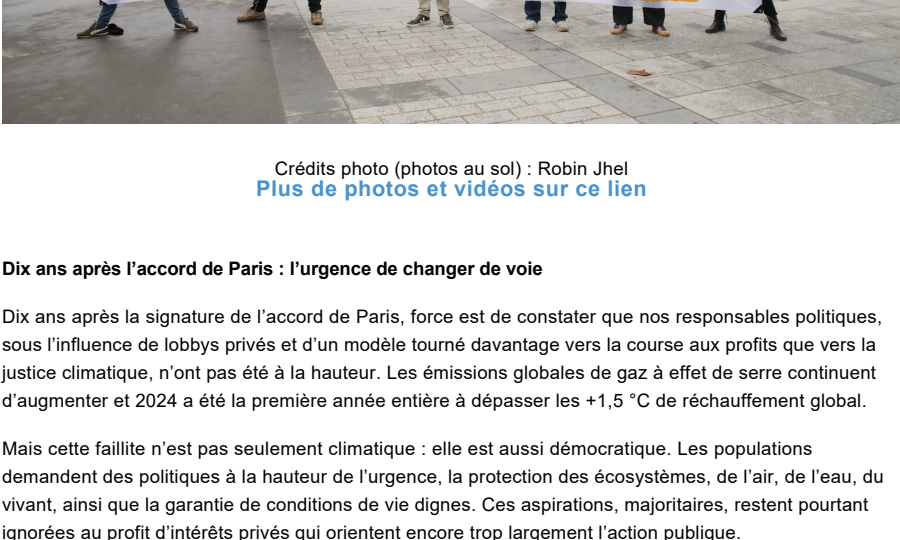 Crédits photo (photos au sol) : Robin Jhel
Plus de photos et vidéos sur ce lien
Dix ans après l’accord de Paris : l’urgence de changer de voie
Dix ans après la signature de l’accord de Paris, force est de constater que nos responsables politiques,
sous l’influence de lobbys privés et d’un modèle tourné davantage vers la course aux profits que vers la
justice climatique, n’ont pas été à la hauteur. Les émissions globales de gaz à effet de serre continuent
d’augmenter et 2024 a été la première année entière à dépasser les +1,5 °C de réchauffement global.
Mais cette faillite n’est pas seulement climatique : elle est aussi démocratique. Les populations
demandent des politiques à la hauteur de l’urgence, la protection des écosystèmes, de l’air, de l’eau, du
vivant, ainsi que la garantie de conditions de vie dignes. Ces aspirations, majoritaires, restent pourtant
ignorées au profit d’intérêts privés qui orientent encore trop largement l’action publique.